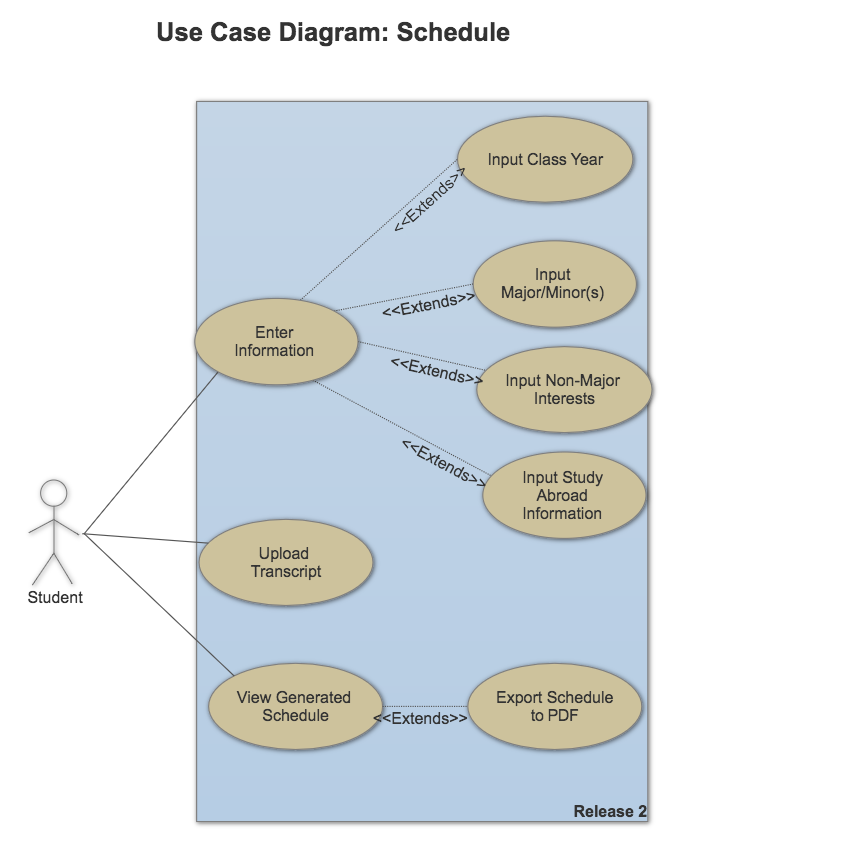 Use Case Diagram: Schedule
Input Class Year
<<Extends>>
Input
Major/Minor(s)
<<Extends>>
Enter
Information
<<Extends>>
Input Non-Major
Interests
<<Extends>>
Input Study
Abroad
Information
Upload
Transcript
Student
View Generated
Schedule
<<Extends>>
Export Schedule
to PDF
Release 2